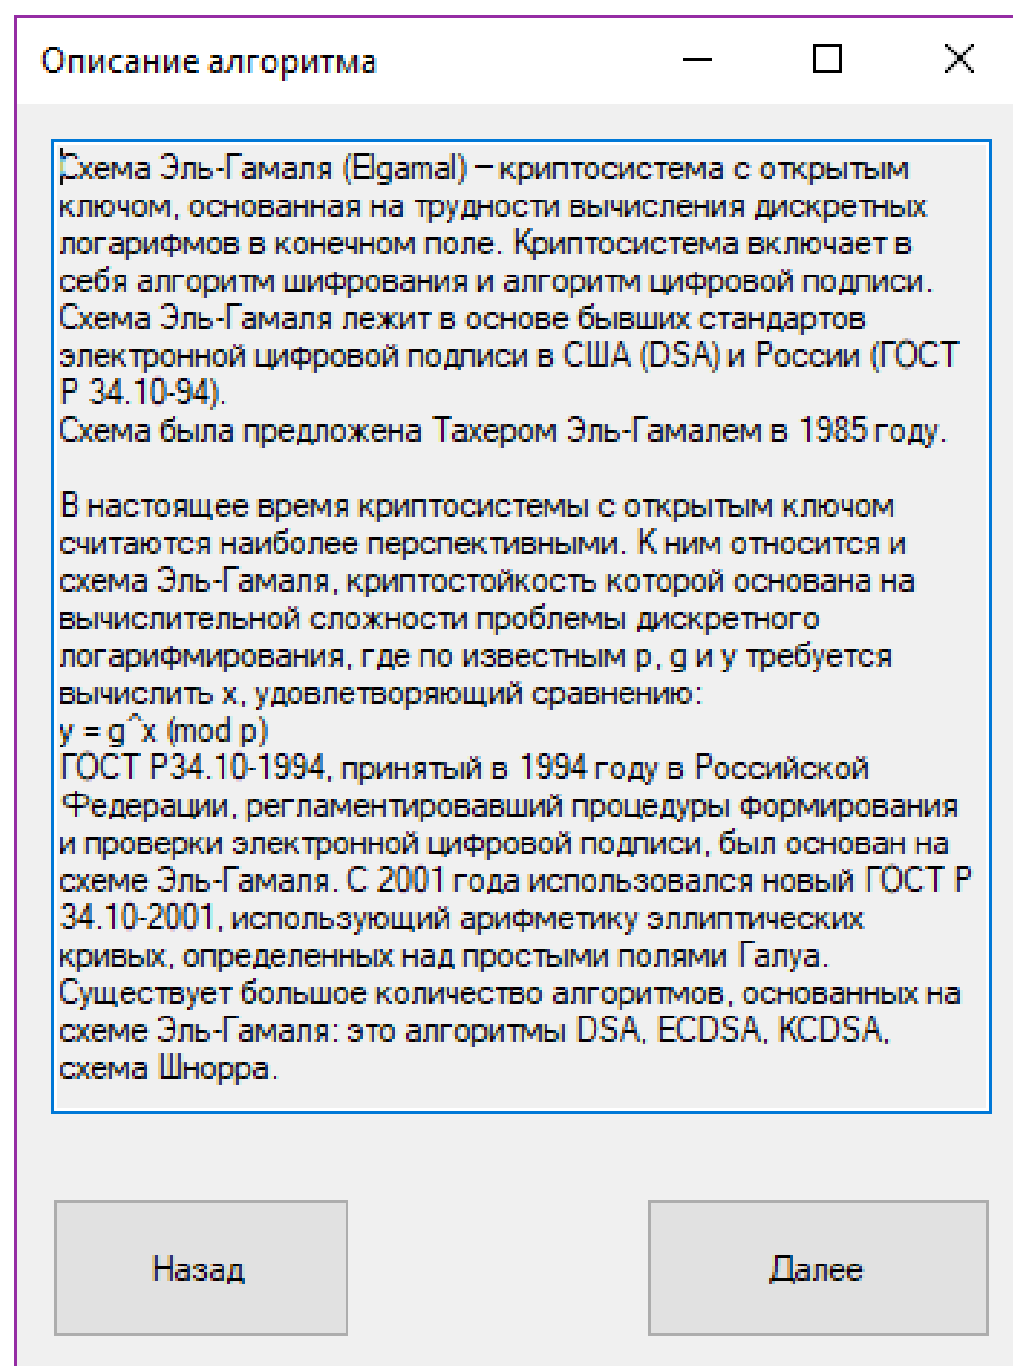 Описание алгоритма
Схема Эль-Гамаля (Elgamal) – криптосистема с открытым
ключом, основанная на трудности вычисления дискретных
логарифмов в конечном поле. Криптосистема включает в
себя алгоритм шифрования и алгоритм цифровой подписи.
Схема Эль-Гамаля лежит в основе бывших стандартов
электронной цифровой подписи в США (DSA) и России (ГОСТ
Р 34.10-94).
Схема была предложена Тахером Эль-Гамалем в 1985 году.
В настоящее время криптосистемы с открытым ключом
считаются наиболее перспективными. К ним относится и
схема Эль-Гамаля, криптостойкость которой основана на
вычислительной сложности проблемы дискретного
логарифмирования, где по известным p, g и y требуется
вычислить x, удовлетворяющий сравнению:
y = g^x (mod p)
ГОСТ Р34.10-1994, принятый в 1994 году в Российской
Федерации, регламентировавший процедуры формирования
и проверки электронной цифровой подписи, был основан на
схеме Эль-Гамаля. С 2001 года использовался новый ГОСТ Р
34.10-2001, использующий арифметику эллиптических
кривых, определенных над простыми полями Галуа.
Существует большое количество алгоритмов, основанных на
схеме Эль-Гамаля: это алгоритмы DSA, ECDSA, KCDSA,
схема Шнорра.
Назад
Далее